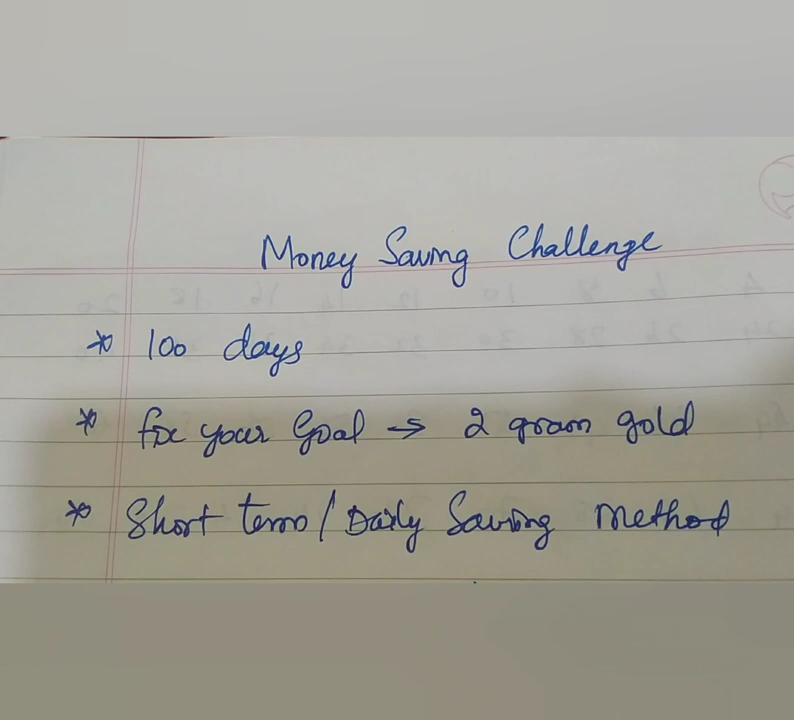 Money Saving Challenge
* 100 days
* fix your Goal → 2 gram gold
* Short term / Daily Saving Method